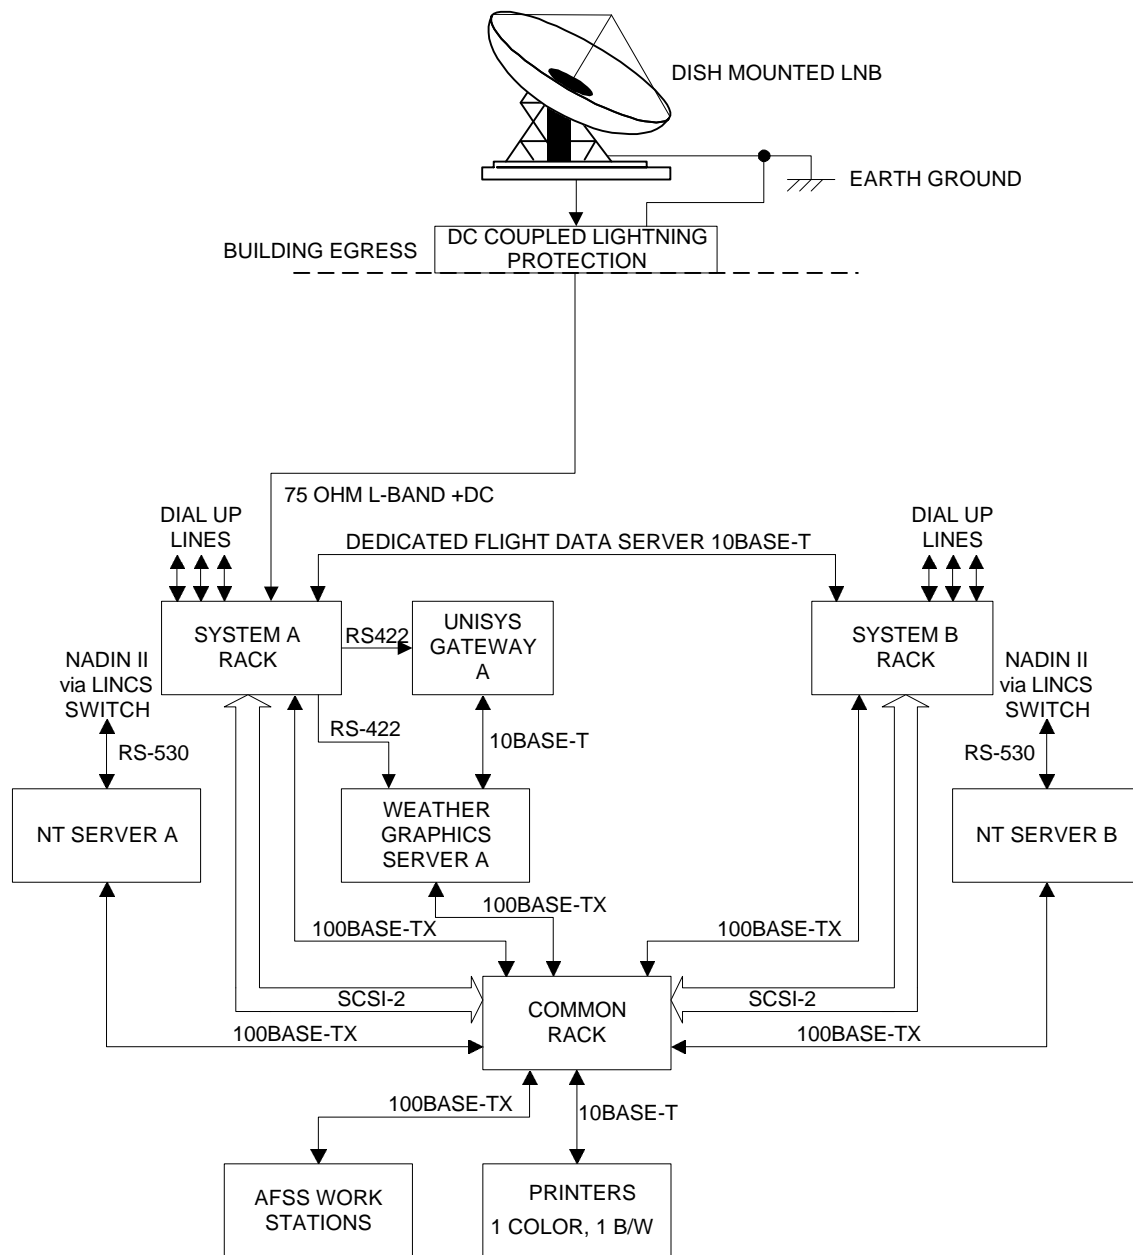 DISH MOUNTED LNB
EARTH GROUND
BUILDING EGRESS
DC COUPLED LIGHTNING
PROTECTION
75 OHM L-BAND +DC
DIAL UP
LINES
DEDICATED FLIGHT DATA SERVER 10BASE-T
DIAL UP
LINES
SYSTEM A
RACK
RS422
UNISYS
GATEWAY
A
SYSTEM B
RACK
NADIN II
via LINCS
SWITCH
NADIN II
via LINCS
SWITCH
RS-530
RS-422
10BASE-T
RS-530
NT SERVER A
WEATHER
GRAPHICS
SERVER A
NT SERVER B
100BASE-TX
100BASE-TX
100BASE-TX
SCSI-2
COMMON
RACK
SCSI-2
100BASE-TX
100BASE-TX
100BASE-TX
10BASE-T
AFSS WORK
STATIONS
PRINTERS
1 COLOR, 1 B/W